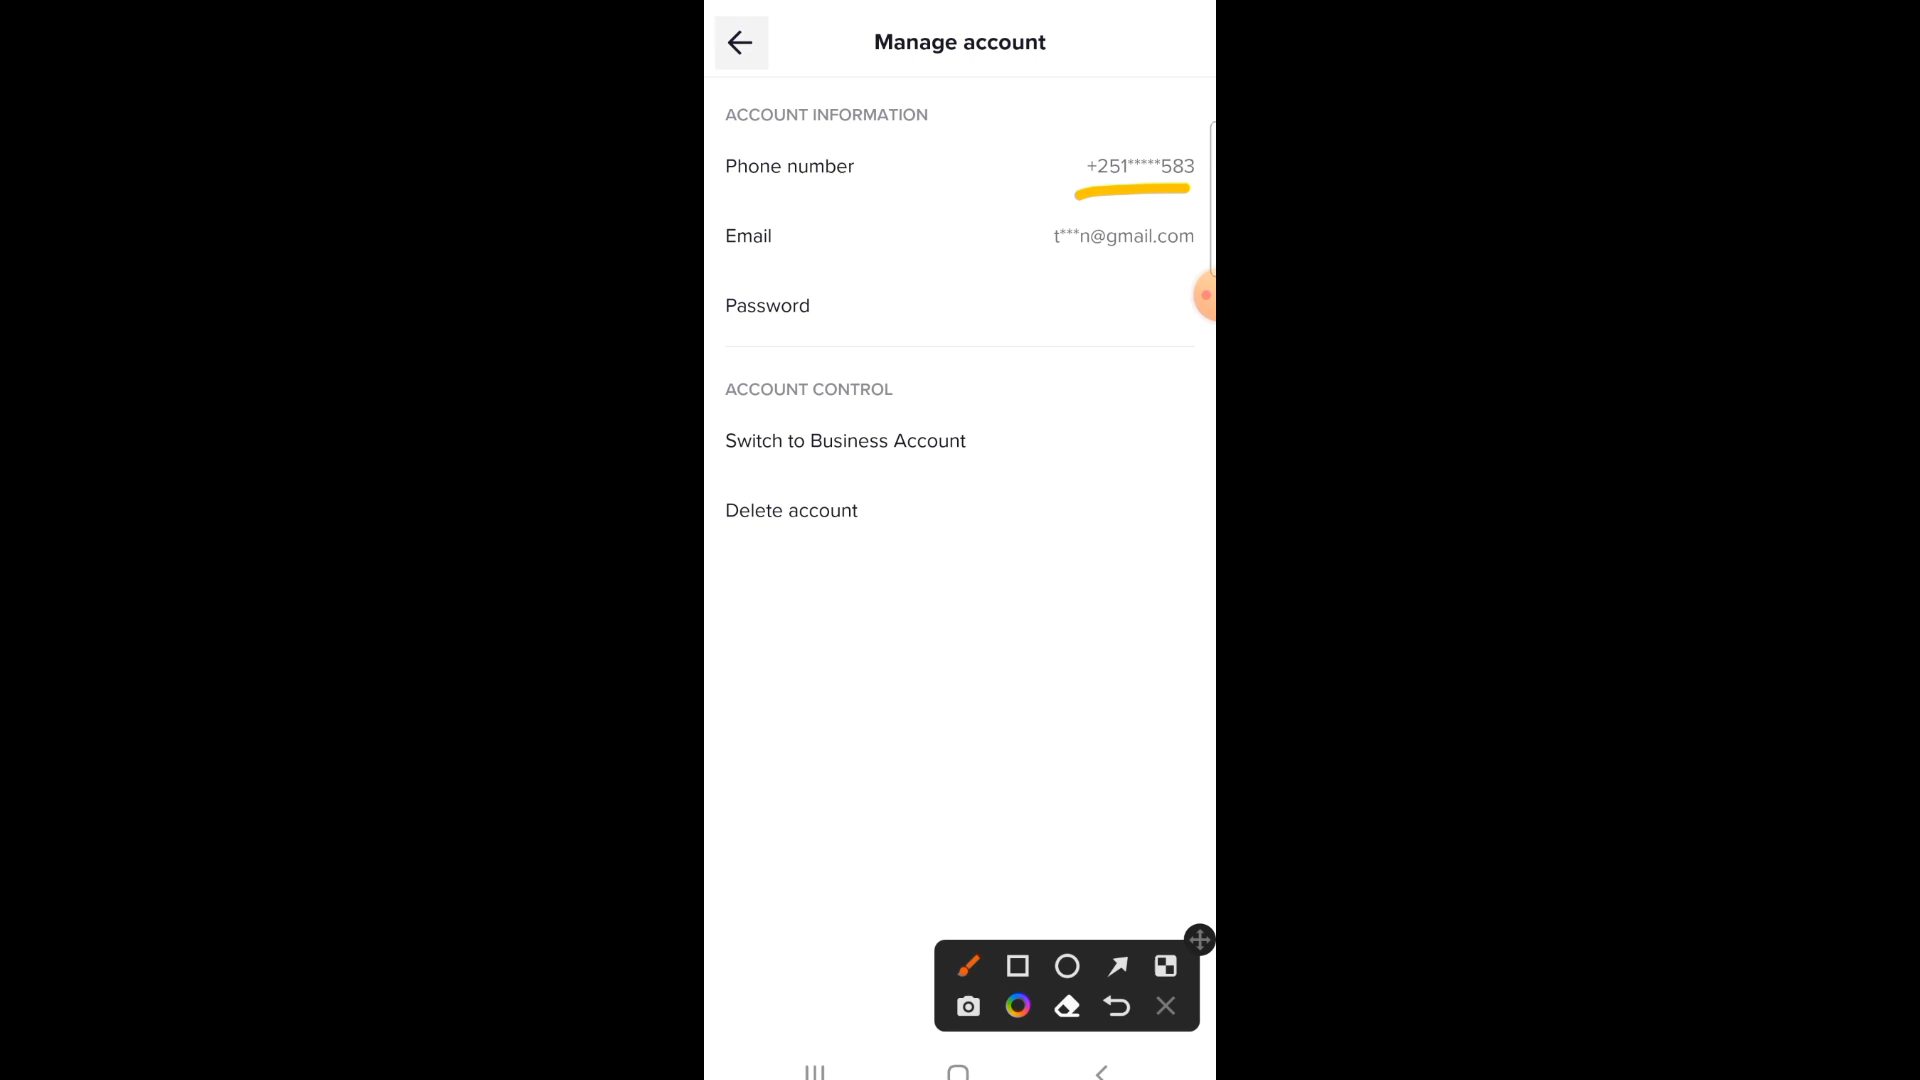 Manage account
ACCOUNT INFORMATION
Phone number +251*****583
Email t***n@gmail.com
Password
ACCOUNT CONTROL
Switch to Business Account
Delete account